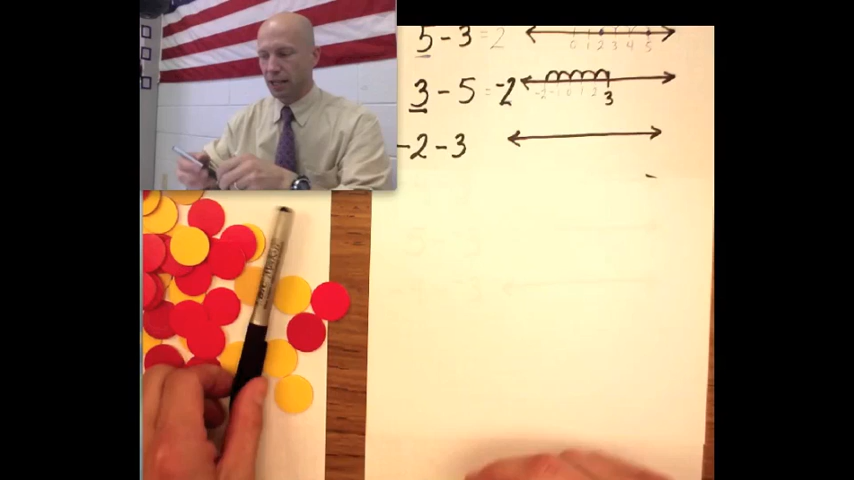 5 - 3 = 2
0 1 2 3 4 5
3 - 5 = -2
-2 -1 0 1 2 3
-2 - 3